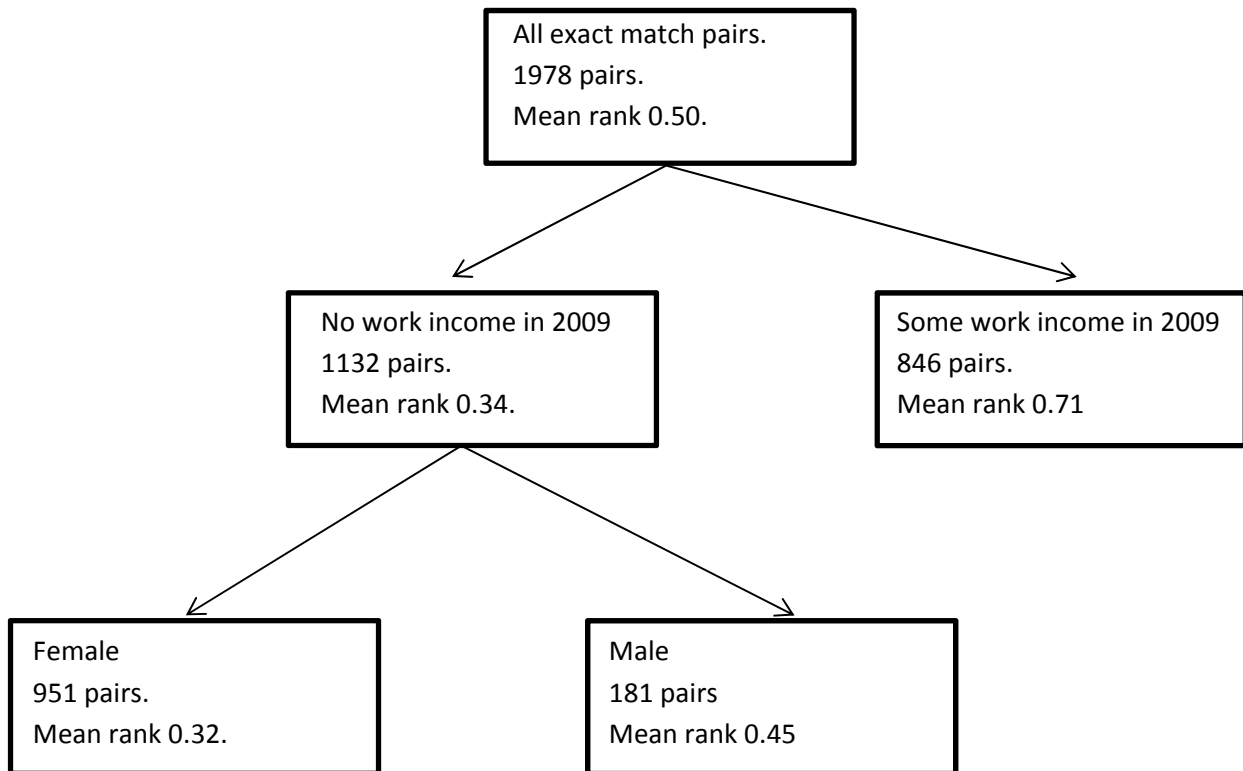 All exact match pairs.
1978 pairs.
Mean rank 0.50.
No work income in 2009
1132 pairs.
Mean rank 0.34.
Some work income in 2009
846 pairs.
Mean rank 0.71
Female
951 pairs.
Mean rank 0.32.
Male
181 pairs
Mean rank 0.45